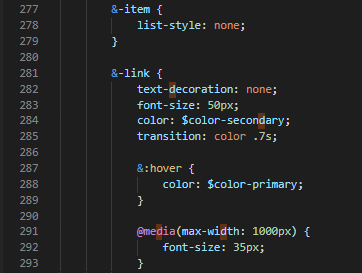 277 &-item {
278 list-style: none;
279 }
280
281 &-link {
282 text-decoration: none;
283 font-size: 50px;
284 color: $color-secondary;
285 transition: color .7s;
286
287 &:hover {
288 color: $color-primary;
289 }
290
291 @media(max-width: 1000px) {
292 font-size: 35px;
293 }